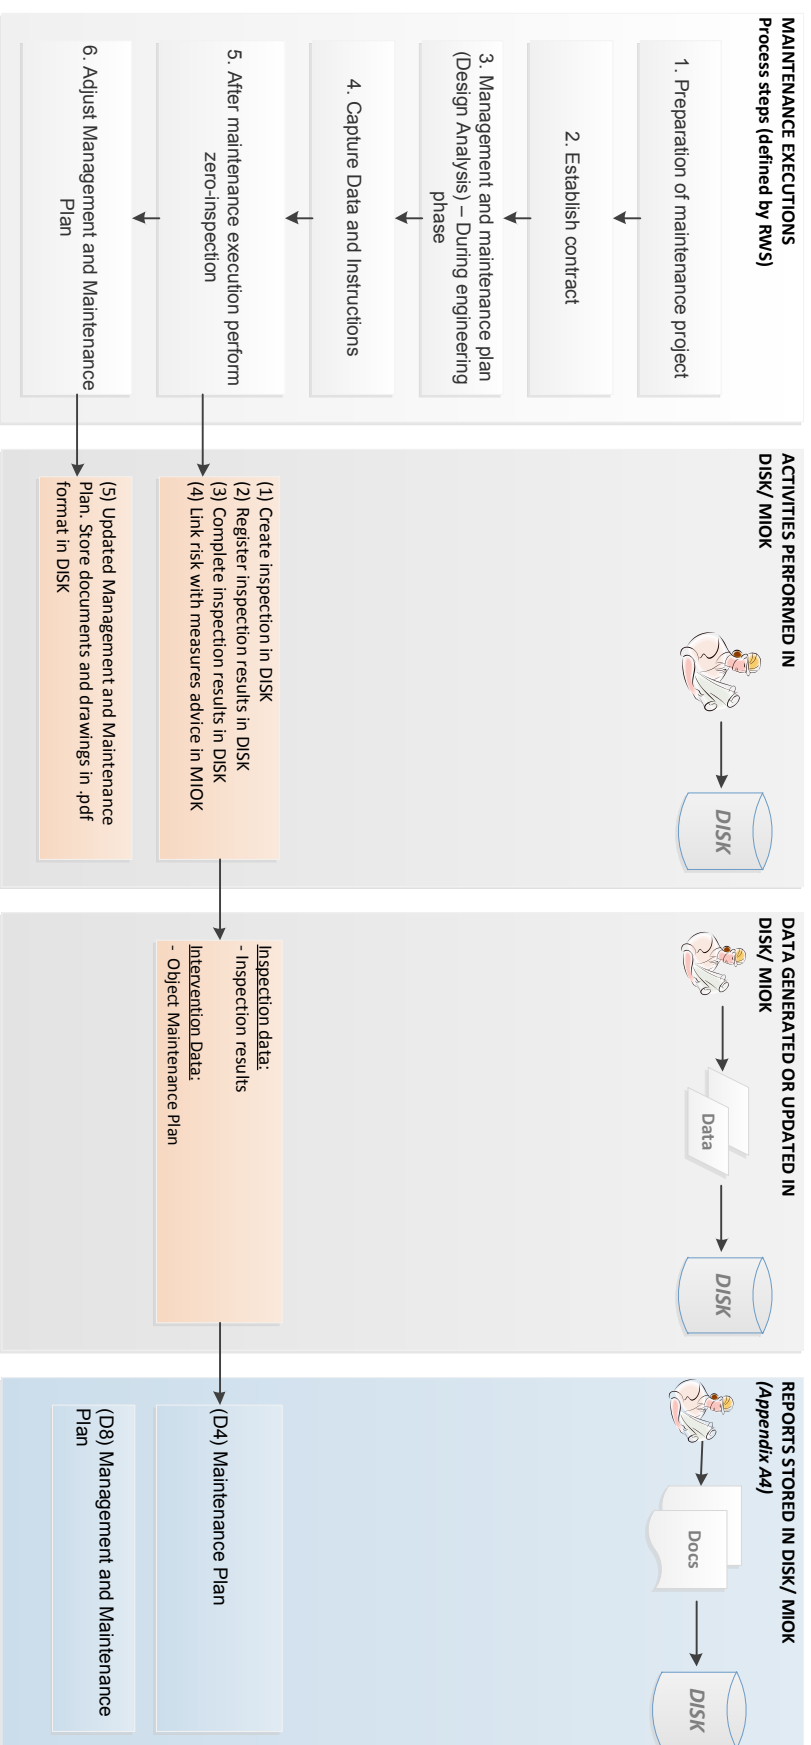 MAINTENANCE EXECUTIONS
Process steps (defined by RWS)
1. Preparation of maintenance project
2. Establish contract
3. Management and maintenance plan
(Design Analysis) – During engineering
phase
4. Capture Data and Instructions
5. After maintenance execution perform
zero-inspection
6. Adjust Management and Maintenance
Plan
ACTIVITIES PERFORMED IN
DISK/ MIOK
DISK
(1) Create inspection in DISK
(2) Register inspection results in DISK
(3) Complete inspection results in DISK
(4) Link risk with measures advice in MIOK
(5) Updated Management and Maintenance
Plan. Store documents and drawings in .pdf
format in DISK
DATA GENERATED OR UPDATED IN
DISK/ MIOK
Data
DISK
Inspection data:
- Inspection results
Intervention Data:
- Object Maintenance Plan
REPORTS STORED IN DISK/ MIOK
(Appendix A4)
Docs
DISK
(D4) Maintenance Plan
(D8) Management and Maintenance
Plan